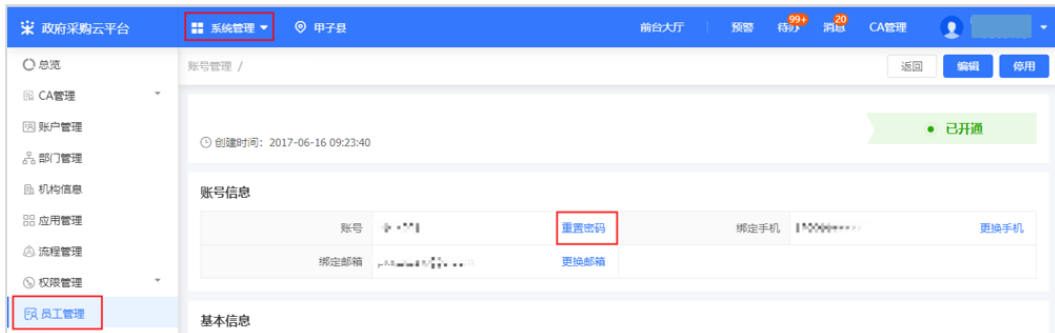 政府采购云平台
系统管理
甲子县
前台大厅
预警
待办
99+
消息
20
CA管理
总览
CA管理
账户管理
部门管理
机构信息
应用管理
流程管理
权限管理
员工管理
账号管理 /
返回
编辑
停用
创建时间：2017-06-16 09:23:40
已开通
账号信息
账号
重置密码
绑定手机
更换手机
绑定邮箱
更换邮箱
基本信息